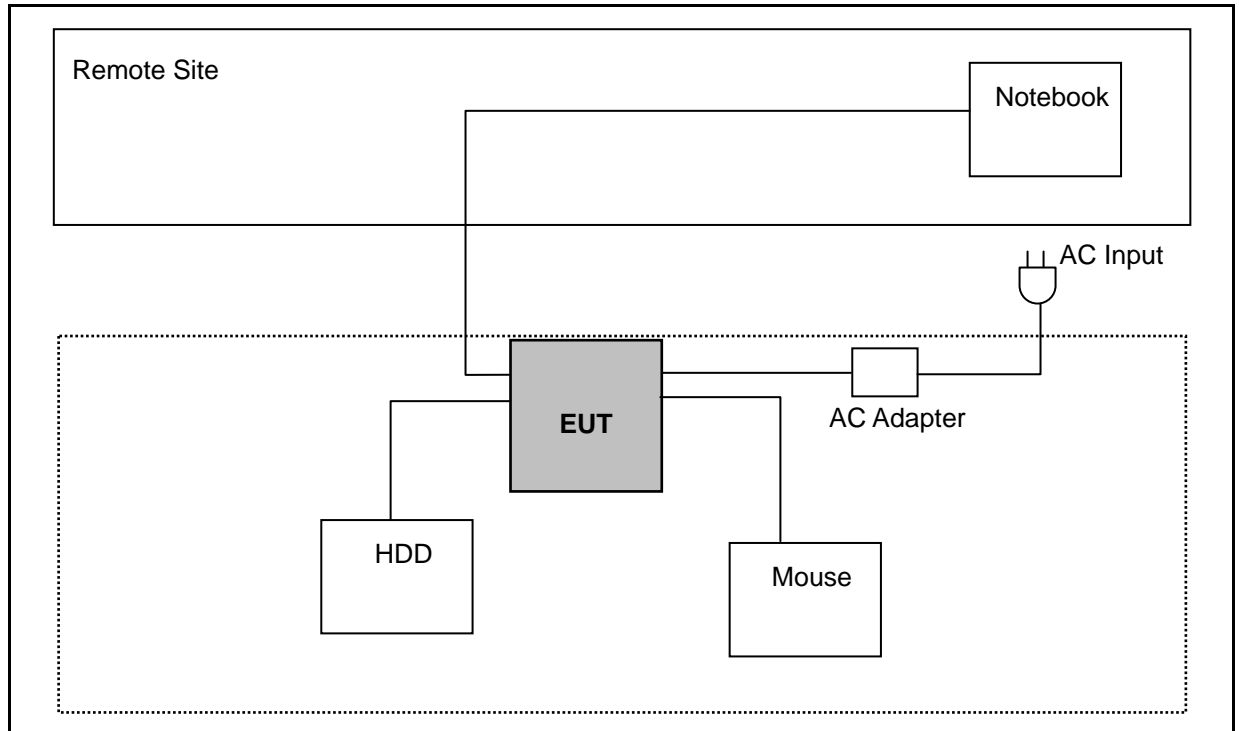 Remote Site
Notebook
AC Input
EUT
AC Adapter
HDD
Mouse